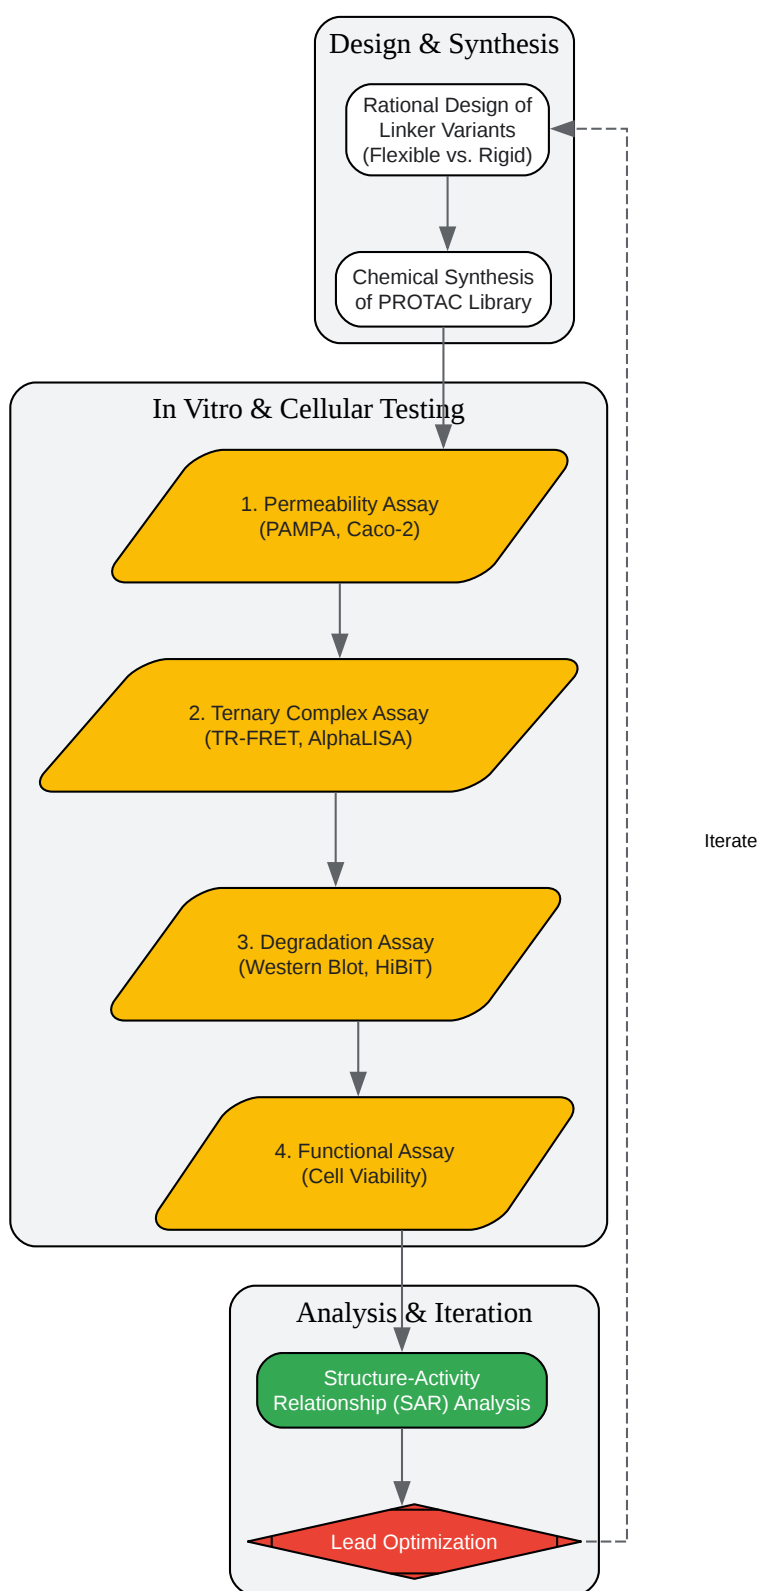 Design & Synthesis
Rational Design of
Linker Variants
(Flexible vs. Rigid)
Chemical Synthesis
of PROTAC Library
In Vitro & Cellular Testing
1. Permeability Assay
(PAMPA, Caco-2)
2. Ternary Complex Assay
(TR-FRET, AlphaLISA)
Iterate
3. Degradation Assay
(Western Blot, HiBiT)
4. Functional Assay
(Cell Viability)
Analysis & Iteration
Structure-Activity
Relationship (SAR) Analysis
Lead Optimization